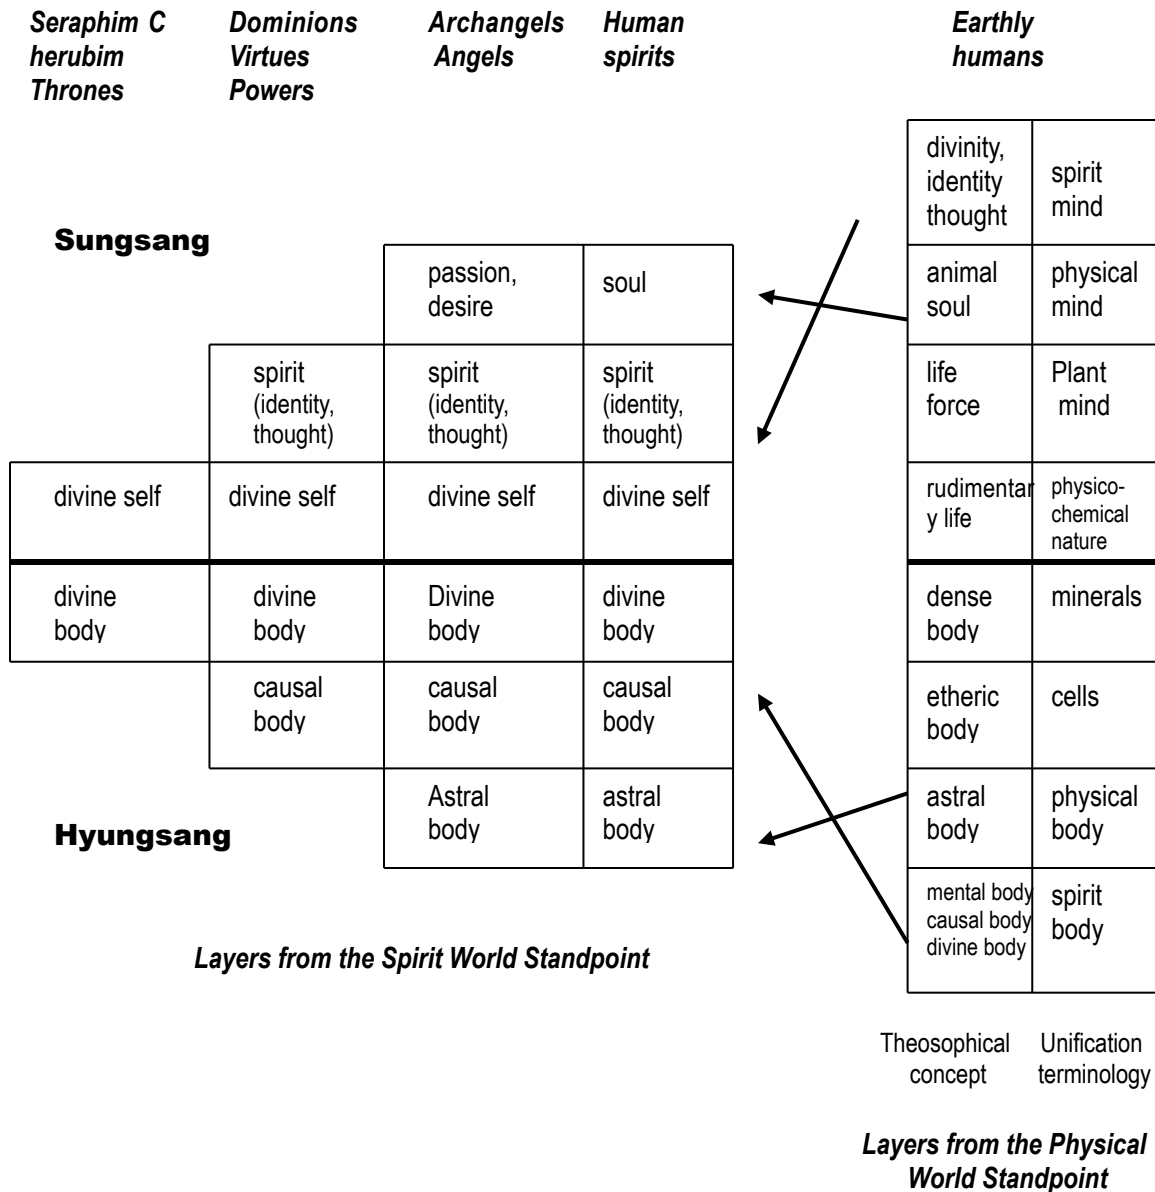 Seraphim C
herubim
Thrones
Dominions
Virtues
Powers
Archangels
Angels
Human
spirits
Earthly
humans
Sungsang
passion,
desire
soul
spirit
(identity,
thought)
spirit
(identity,
thought)
spirit
(identity,
thought)
divine self
divine self
divine self
divine self
divine
body
divine
body
Divine
body
divine
body
causal
body
causal
body
causal
body
Astral
body
astral
body
Hyungsang
Layers from the Spirit World Standpoint
divinity,
identity
thought
spirit
mind
animal
soul
physical
mind
life
force
Plant
mind
rudimentar
y life
physico-
chemical
nature
dense
body
minerals
etheric
body
cells
astral
body
physical
body
mental body
causal body
divine body
spirit
body
Theosophical
concept
Unification
terminology
Layers from the Physical
World Standpoint